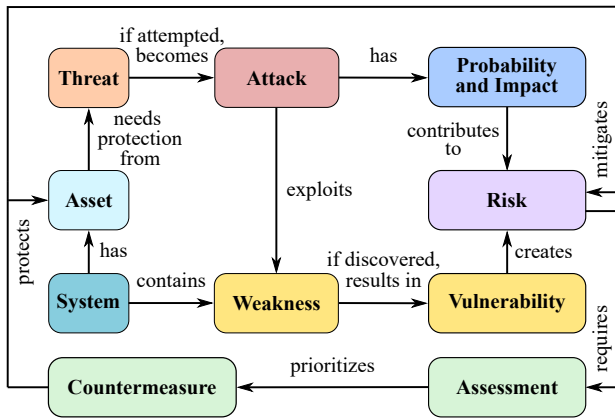 if attempted,
becomes
Threat
Attack
has
Probability
and Impact
needs
protection
from
contributes
to
mitigates
Asset
exploits
Risk
protects
has
if discovered,
results in
creates
System
contains
Weakness
Vulnerability
requires
Countermeasure
prioritizes
Assessment